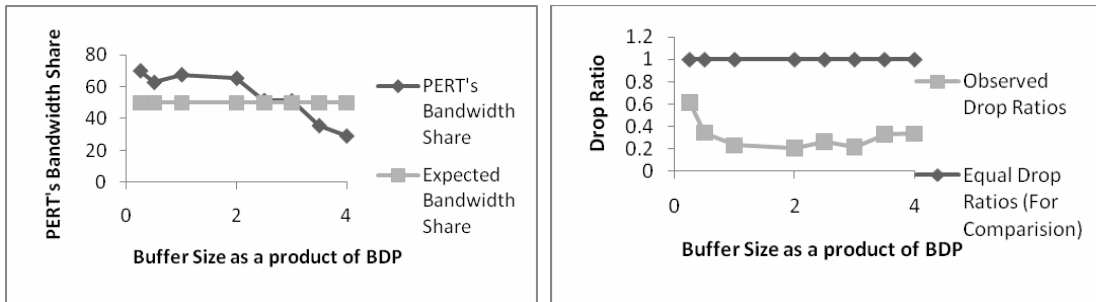 PERT's Bandwidth Share
80
60
40
20
0
0
2
4
Buffer Size as a product of BDP
PERT's
Bandwidth
Share
Expected
Bandwidth
Share
Drop Ratio
1.2
1
0.8
0.6
0.4
0.2
0
0
2
4
Buffer Size as a product of BDP
Observed
Drop Ratios
Equal Drop
Ratios (For
Comparision)